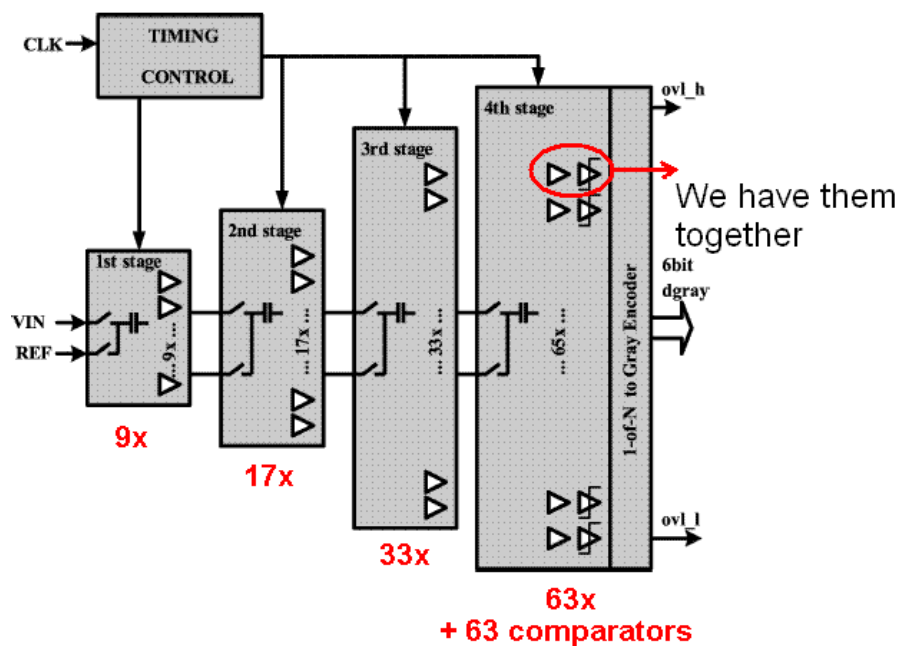 CLK
TIMING
CONTROL
4th stage
ovl_h
3rd stage
We have them
together
2nd stage
1st stage
6bit
dgray
VIN
REF
... 9x ...
... 17x ...
... 33x ...
... 65x ...
1-of-N to Gray Encoder
ovl_l
9x
17x
33x
63x
+ 63 comparators